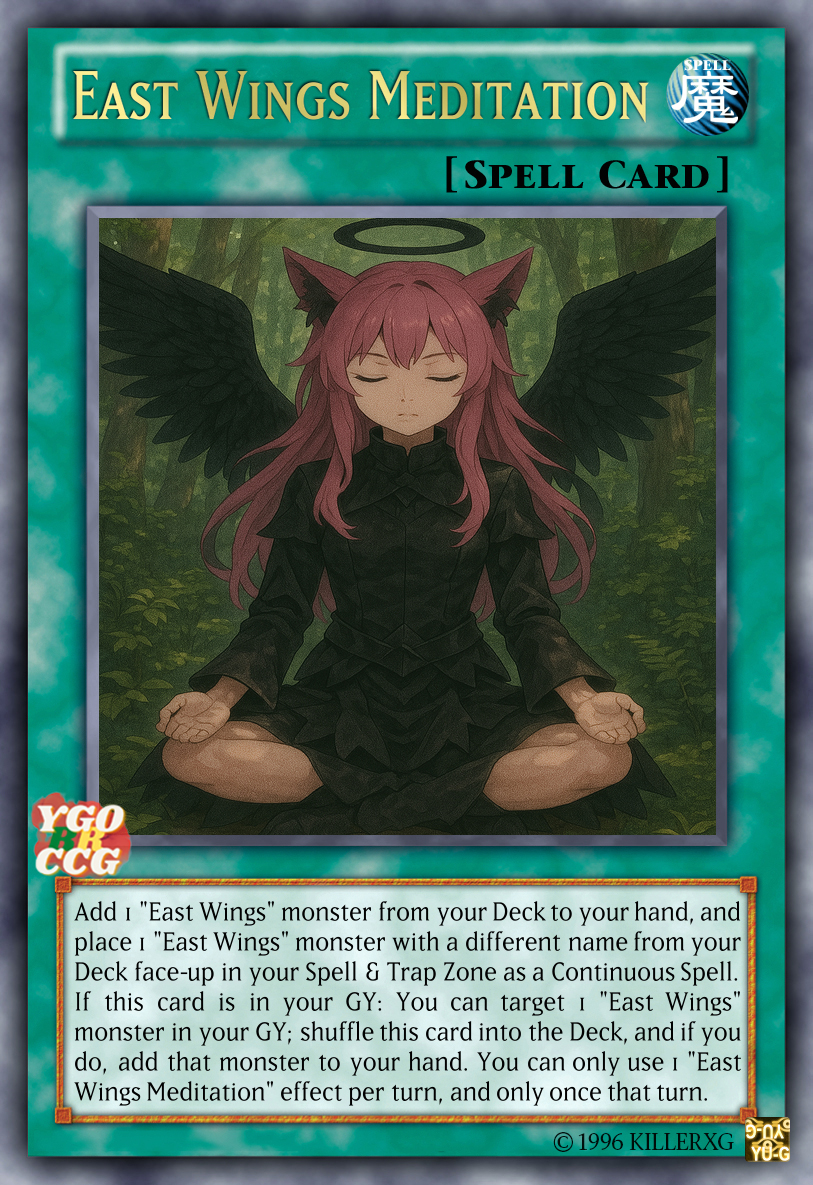 East Wings Meditation
SPELL
魔
[Spell Card]
YGO
BR
CCG
Add 1 "East Wings" monster from your Deck to your hand, and
place 1 "East Wings" monster with a different name from your
Deck face-up in your Spell & Trap Zone as a Continuous Spell.
If this card is in your GY: You can target 1 "East Wings"
monster in your GY; shuffle this card into the Deck, and if you
do, add that monster to your hand. You can only use 1 "East
Wings Meditation" effect per turn, and only once that turn.
© 1996 KILLERXG
YU-G